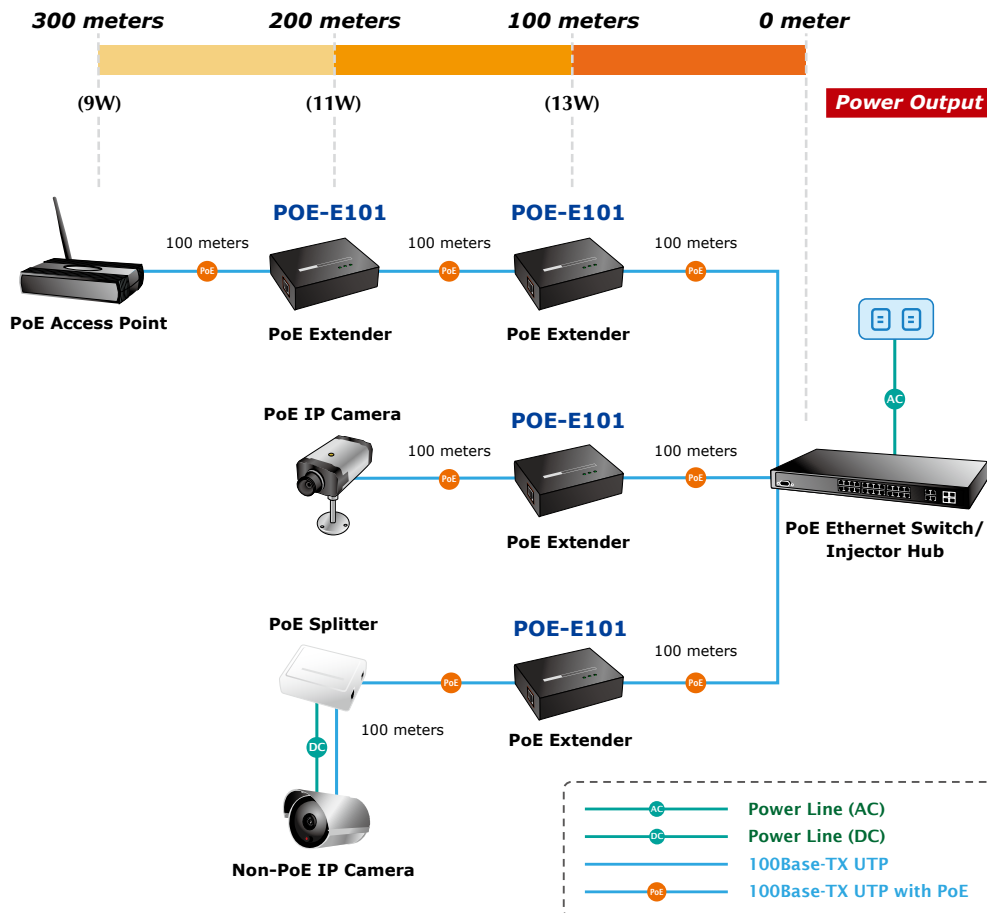 300 meters
200 meters
100 meters
0 meter
(9W)
(11W)
(13W)
Power Output
POE-E101
POE-E101
100 meters
100 meters
100 meters
PoE
PoE
PoE
PoE Access Point
PoE Extender
PoE Extender
AC
PoE IP Camera
POE-E101
100 meters
100 meters
PoE
PoE
PoE Extender
PoE Ethernet Switch/
Injector Hub
PoE Splitter
POE-E101
100 meters
PoE
PoE
100 meters
PoE Extender
DC
Non-PoE IP Camera
AC
Power Line (AC)
DC
Power Line (DC)
100Base-TX UTP
PoE
100Base-TX UTP with PoE